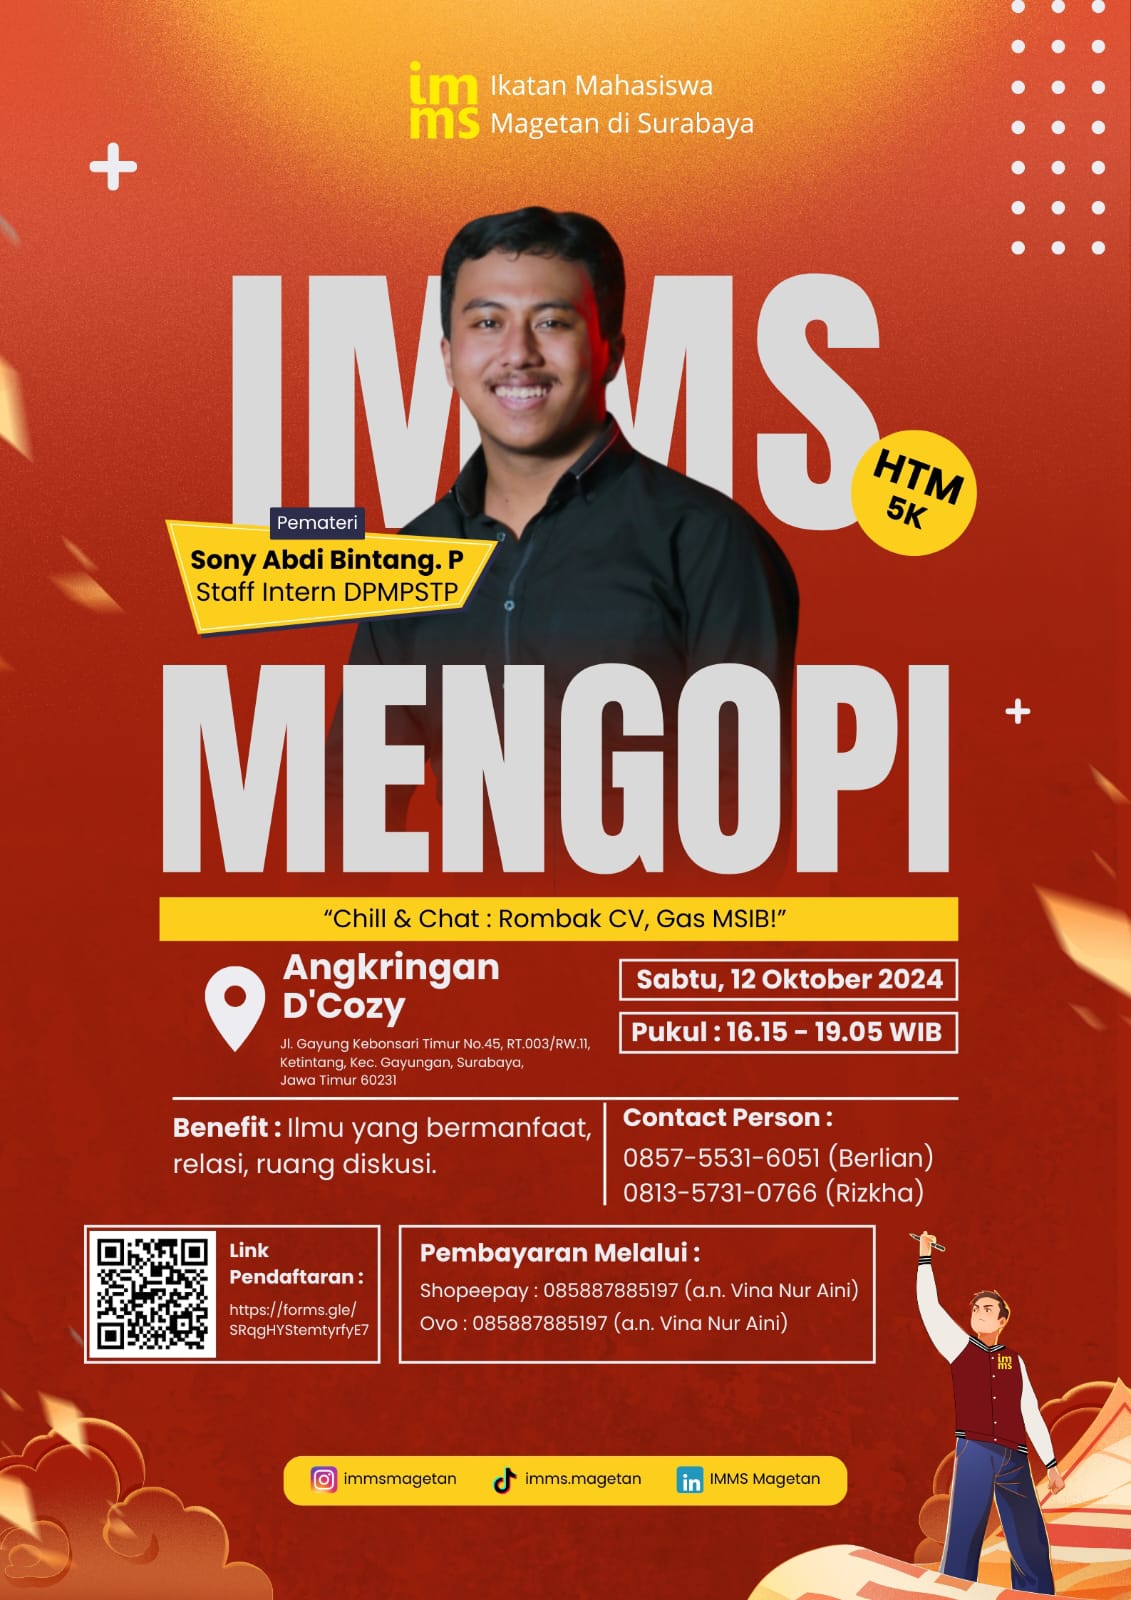 imms
Ikatan Mahasiswa
Magetan di Surabaya
IMMS
HTM
5K
Pemateri
Sony Abdi Bintang. P
Staff Intern DPMPSTP
MENGOPI
“Chill & Chat : Rombak CV, Gas MSIB!”
Angkringan
D'Cozy
Jl. Gayung Kebonsari Timur No.45, RT.003/RW.11,
Ketintang, Kec. Gayungan, Surabaya,
Jawa Timur 60231
Sabtu, 12 Oktober 2024
Pukul : 16.15 – 19.05 WIB
Benefit : Ilmu yang bermanfaat,
relasi, ruang diskusi.
Contact Person :
0857-5531-6051 (Berlian)
0813-5731-0766 (Rizkha)
Link
Pendaftaran :
https://forms.gle/
SRqgHYStemtyrfyE7
Pembayaran Melalui :
Shopeepay : 085887885197 (a.n. Vina Nur Aini)
Ovo : 085887885197 (a.n. Vina Nur Aini)
imms
immsmagetan
imms.magetan
in IMMS Magetan